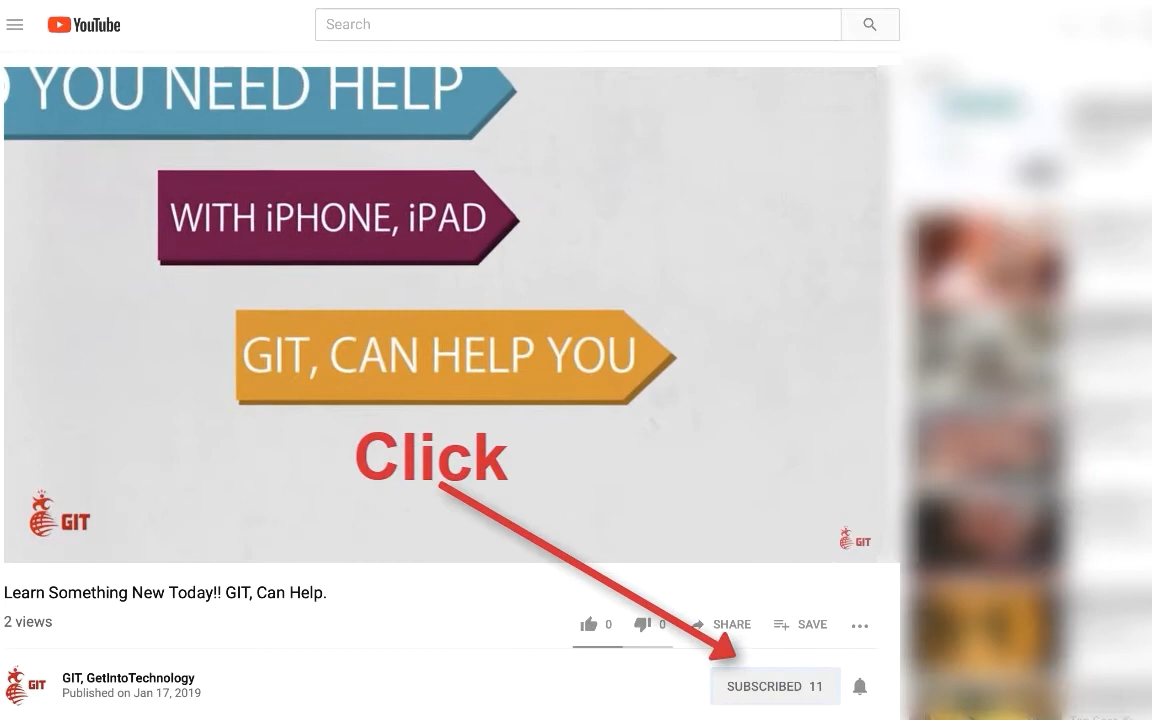 YouTube
Search
YOU NEED HELP
WITH iPHONE, iPAD
GIT, CAN HELP YOU
Click
GIT
GIT
Learn Something New Today!! GIT, Can Help.
2 views
0 0 SHARE SAVE
GIT
GIT, GetIntoTechnology
Published on Jan 17, 2019
SUBSCRIBED 11